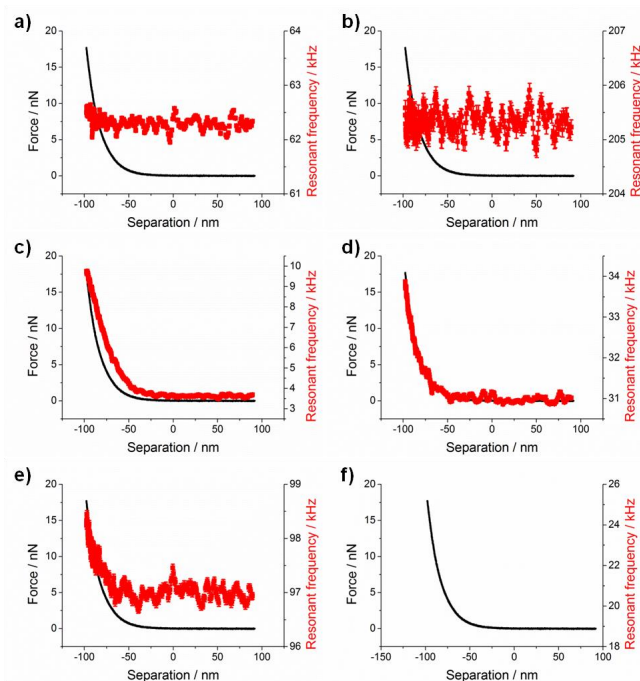 a)
20
15
10
5
0
Force / nN
-100 -50 0 50 100
Separation / nm
64
63
62
61
Resonant frequency / kHz
b)
20
15
10
5
0
Force / nN
-100 -50 0 50 100
Separation / nm
207
206
205
204
Resonant frequency / kHz
c)
20
15
10
5
0
Force / nN
-100 -50 0 50 100
Separation / nm
10
9
8
7
6
5
4
3
Resonant frequency / kHz
d)
20
15
10
5
0
Force / nN
-100 -50 0 50 100
Separation / nm
34
33
32
31
Resonant frequency / kHz
e)
20
15
10
5
0
Force / nN
-100 -50 0 50 100
Separation / nm
99
98
97
96
Resonant frequency / kHz
f)
20
15
10
5
0
Force / nN
-150 -100 -50 0 50 100
Separation / nm
26
25
24
22
21
20
19
18
Resonant frequency / kHz